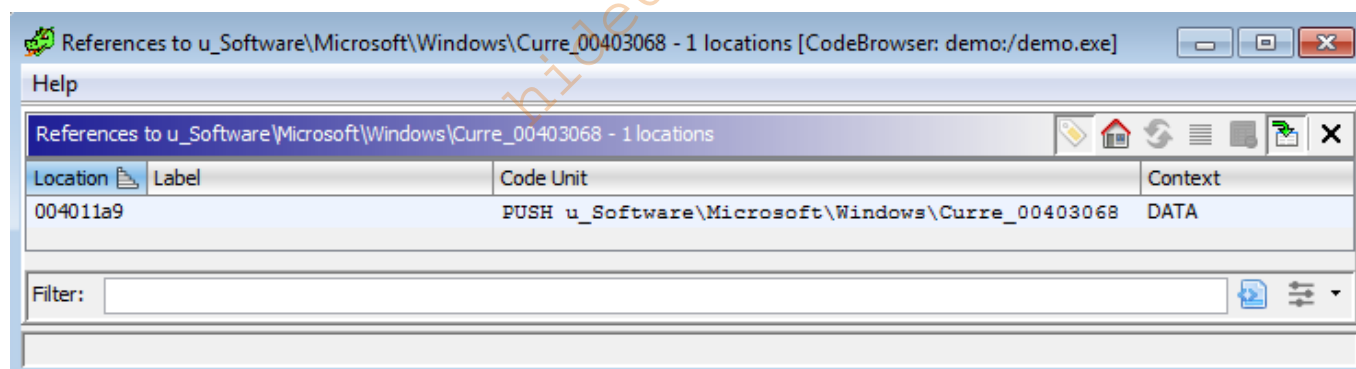 References to u_Software\Microsoft\Windows\Curre_00403068 - 1 locations [CodeBrowser: demo:/demo.exe]
Help
References to u_Software\Microsoft\Windows\Curre_00403068 - 1 locations
Location Label Code Unit Context
004011a9 PUSH u_Software\Microsoft\Windows\Curre_00403068 DATA
Filter: